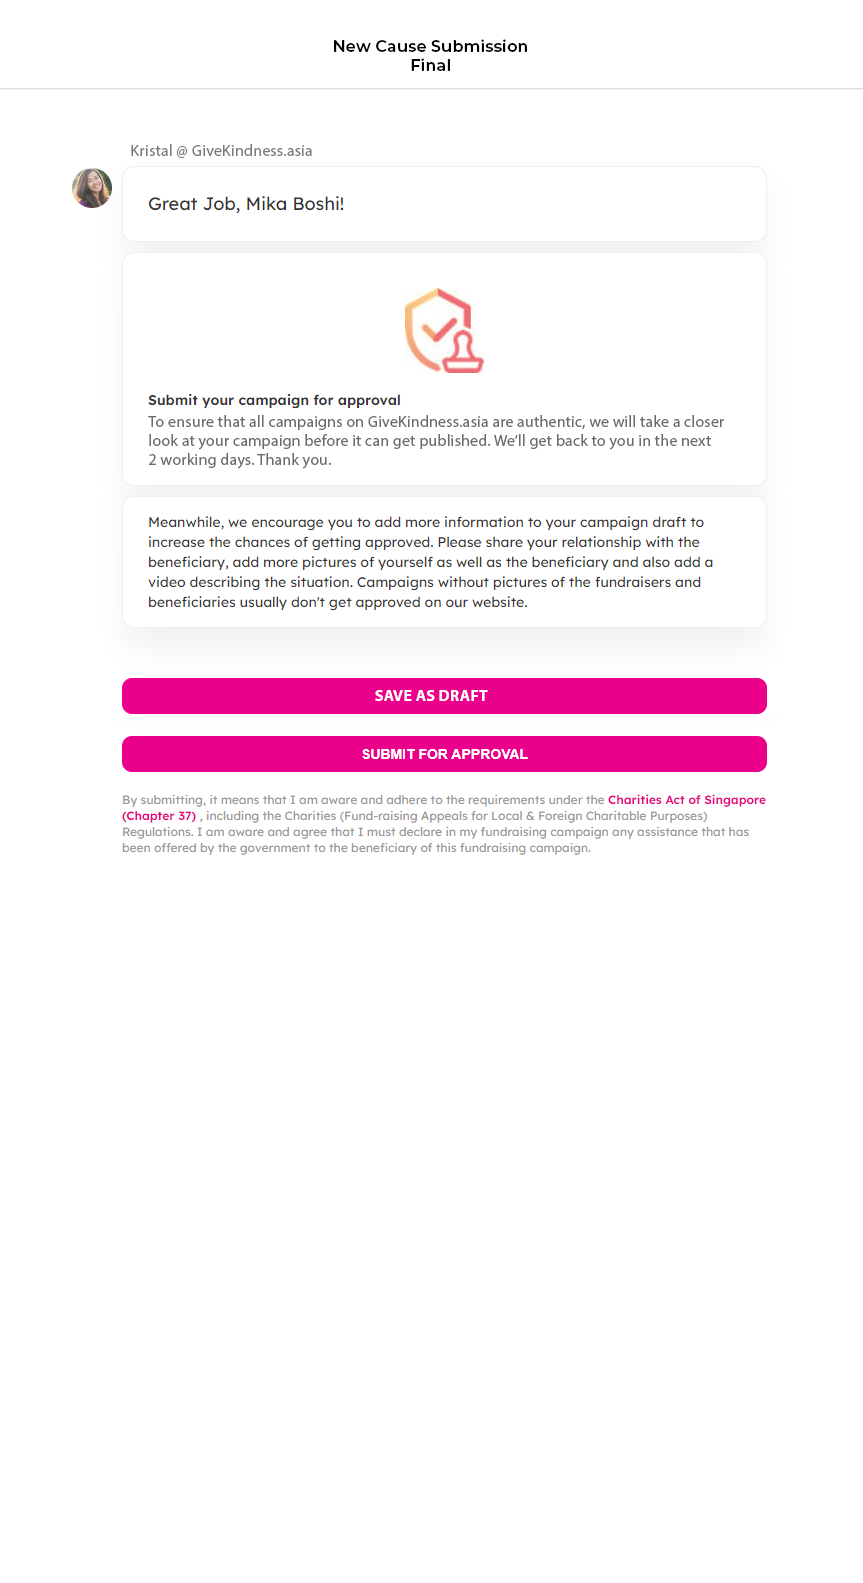 New Cause Submission
Final
Kristal @ GiveKindness.asia
Great Job, Mika Boshi!
Submit your campaign for approval
To ensure that all campaigns on GiveKindness.asia are authentic, we will take a closer
look at your campaign before it can get published. We'll get back to you in the next
2 working days. Thank you.
Meanwhile, we encourage you to add more information to your campaign draft to
increase the chances of getting approved. Please share your relationship with the
beneficiary, add more pictures of yourself as well as the beneficiary and also add a
video describing the situation. Campaigns without pictures of the fundraisers and
beneficiaries usually don't get approved on our website.
SAVE AS DRAFT
SUBMIT FOR APPROVAL
By submitting, it means that I am aware and adhere to the requirements under the Charities Act of Singapore
(Chapter 37) , including the Charities (Fund-raising Appeals for Local & Foreign Charitable Purposes)
Regulations. I am aware and agree that I must declare in my fundraising campaign any assistance that has
been offered by the government to the beneficiary of this fundraising campaign.